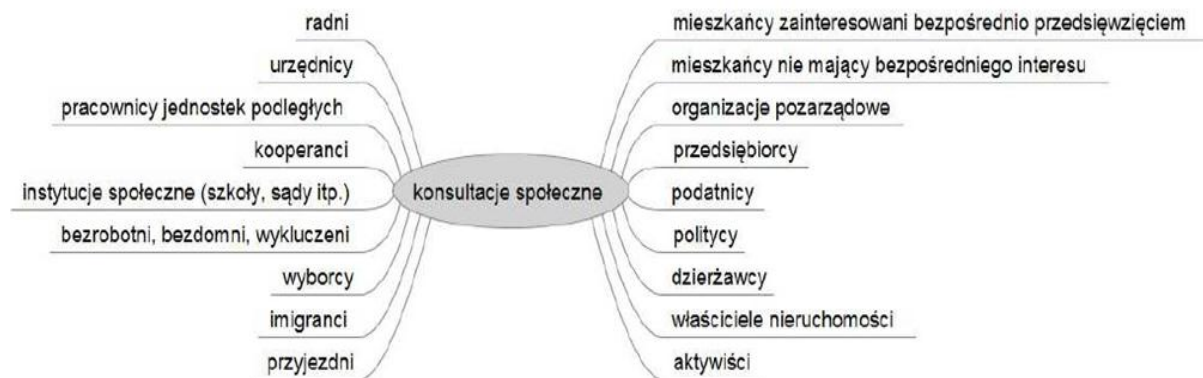 radni
urzędnicy
pracownicy jednostek podległych
kooperanci
instytucje społeczne (szkoły, sądy itp.)
bezrobotni, bezdomni, wykluczeni
wyborcy
imigranci
przyjezdni
konsultacje społeczne
mieszkańcy zainteresowani bezpośrednio przedsięwzięciem
mieszkańcy nie mający bezpośredniego interesu
organizacje pozarządowe
przedsiębiorcy
podatnicy
politycy
dzierżawcy
właściciele nieruchomości
aktywiści